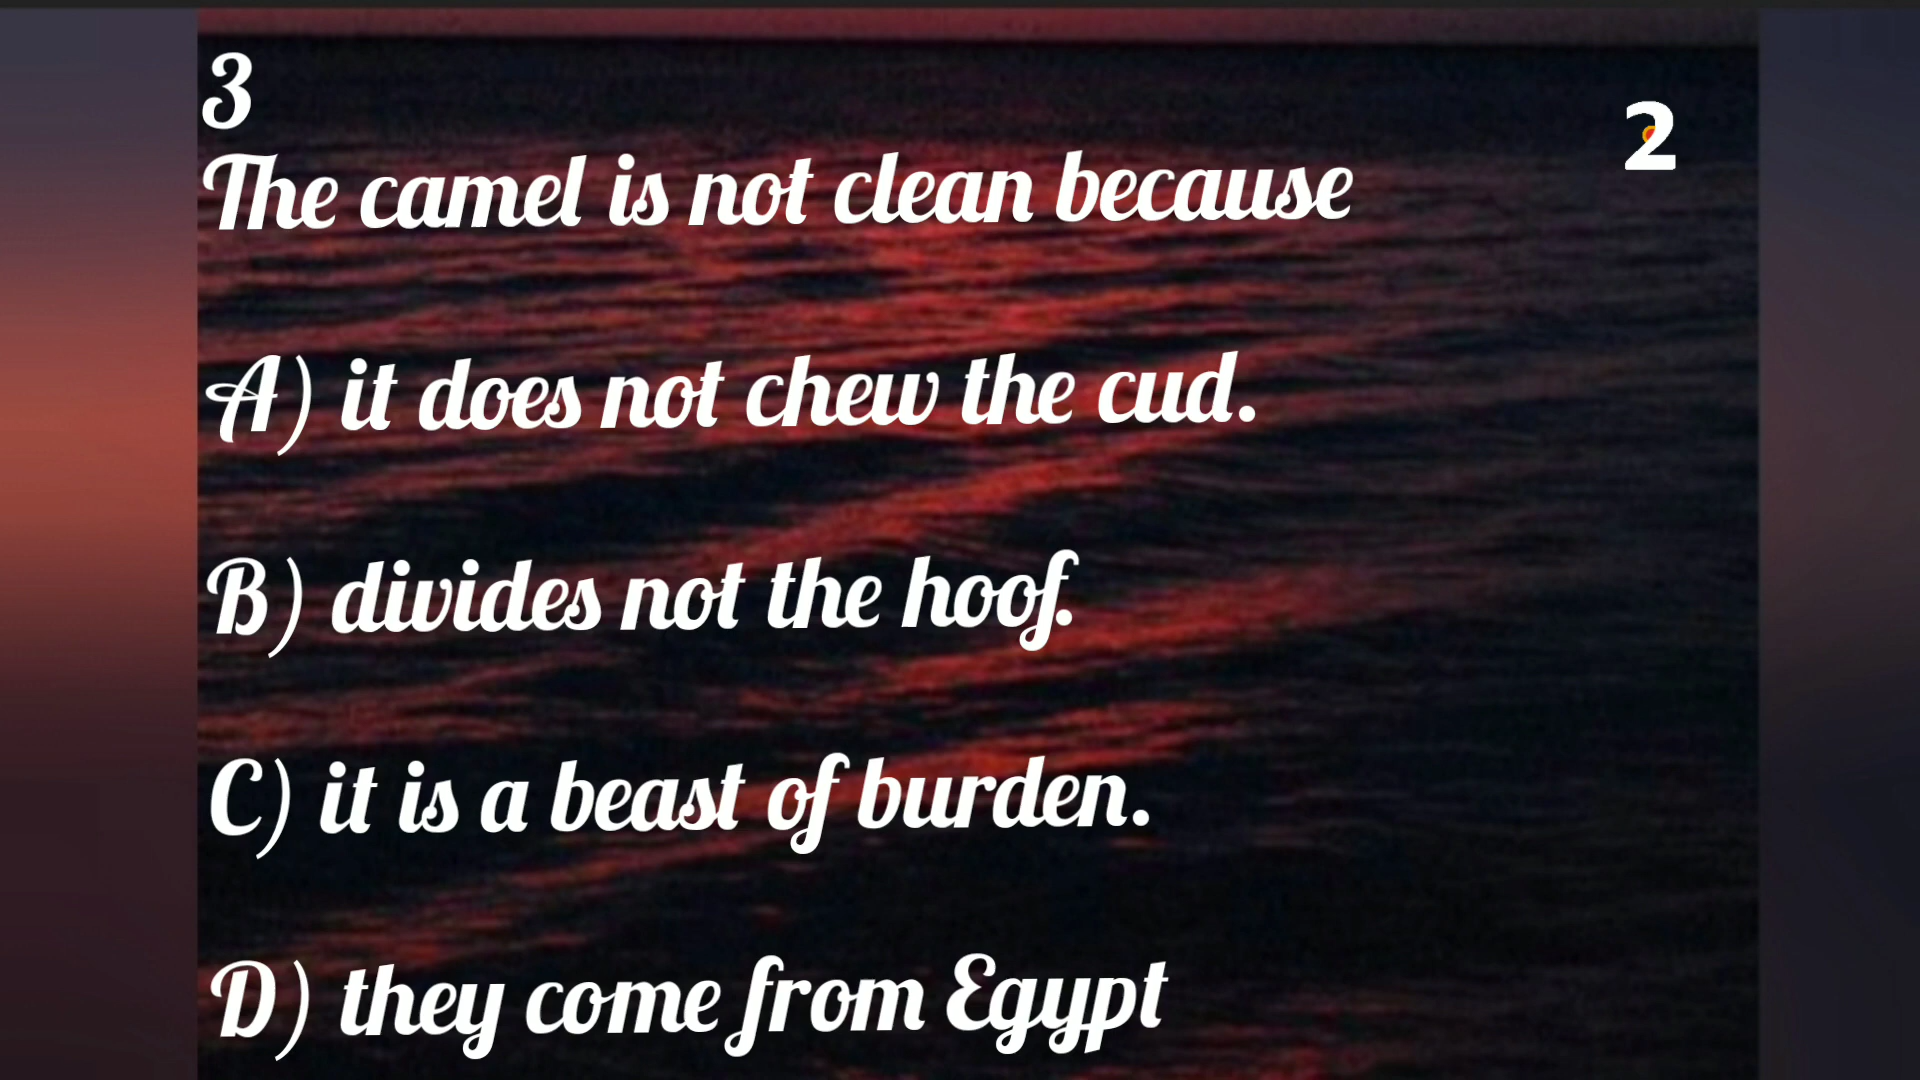 3
2
The camel is not clean because
A) it does not chew the cud.
B) divides not the hoof.
C) it is a beast of burden.
D) they come from Egypt